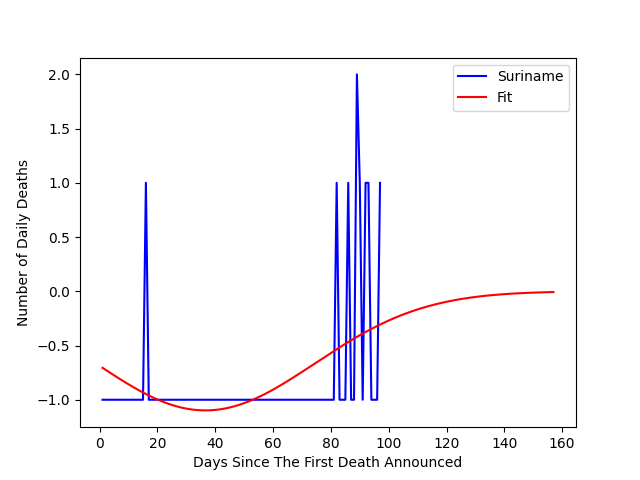 Suriname
Fit
Number of Daily Deaths
2.0
1.5
1.0
0.5
0.0
−0.5
−1.0
0 20 40 60 80 100 120 140 160
Days Since The First Death Announced